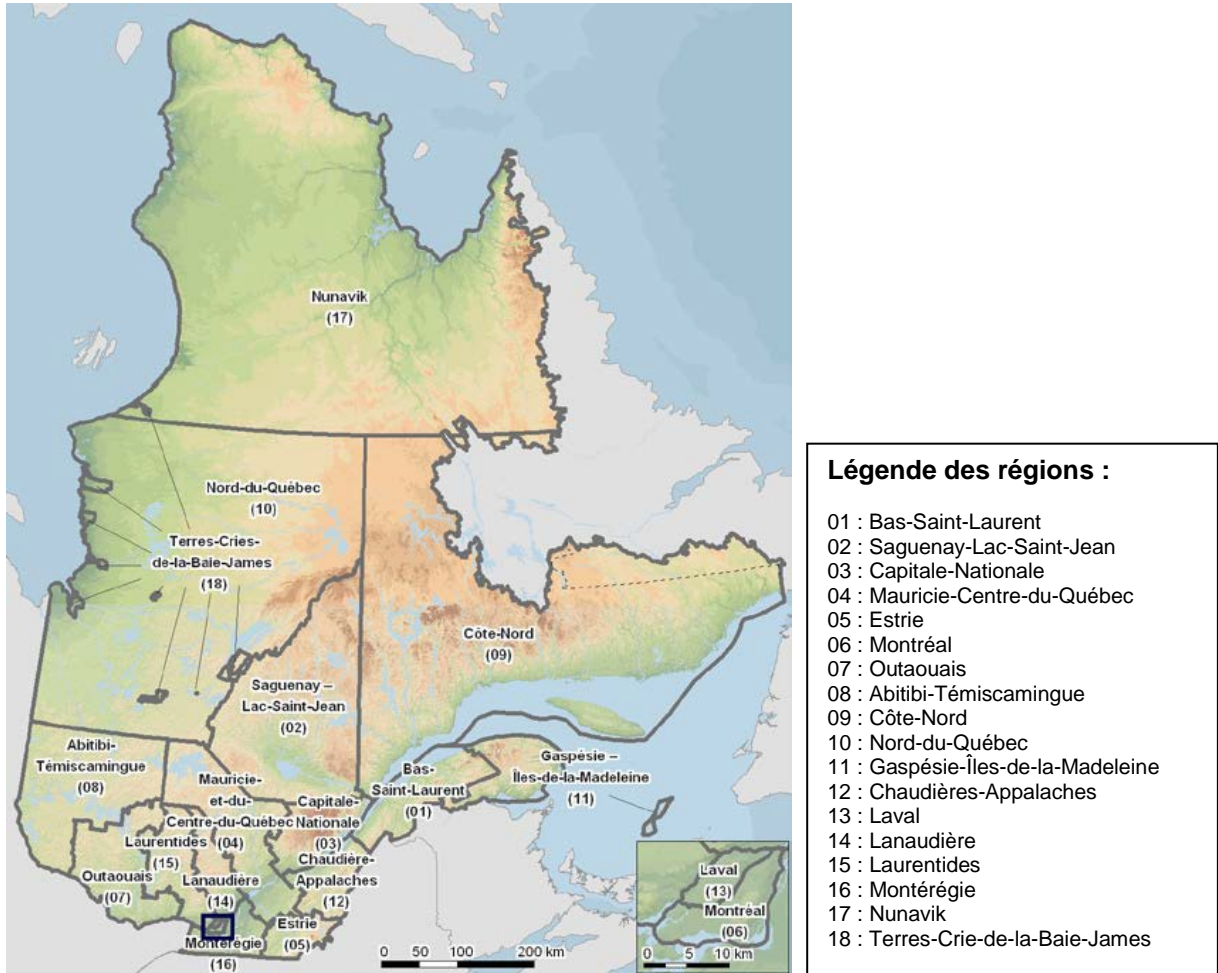 Nunavik
(17)
Nord-du-Québec
(10)
Terres-Cries-
de-la-Baie-James
(18)
Côte-Nord
(09)
Saguenay –
Lac-Saint-Jean
(02)
Abitibi-
Témiscamingue
(08)
Mauricie-
et-du-
Centre-du-Québec
(04)
Capitale-
Nationale
(03)
Bas-
Saint-Laurent
(01)
Gaspésie –
Îles-de-la-Madeleine
(11)
Laurentides
(15)
Outaouais
(07)
Lanaudière
(14)
Chaudière-
Appalaches
(12)
Estrie
(05)
Montérégie
(16)
0 50 100 200 km
Laval
(13)
Montréal
(06)
0 5 10 km
Légende des régions :
01 : Bas-Saint-Laurent
02 : Saguenay-Lac-Saint-Jean
03 : Capitale-Nationale
04 : Mauricie-Centre-du-Québec
05 : Estrie
06 : Montréal
07 : Outaouais
08 : Abitibi-Témiscamingue
09 : Côte-Nord
10 : Nord-du-Québec
11 : Gaspésie-Îles-de-la-Madeleine
12 : Chaudières-Appalaches
13 : Laval
14 : Lanaudière
15 : Laurentides
16 : Montérégie
17 : Nunavik
18 : Terres-Crie-de-la-Baie-James